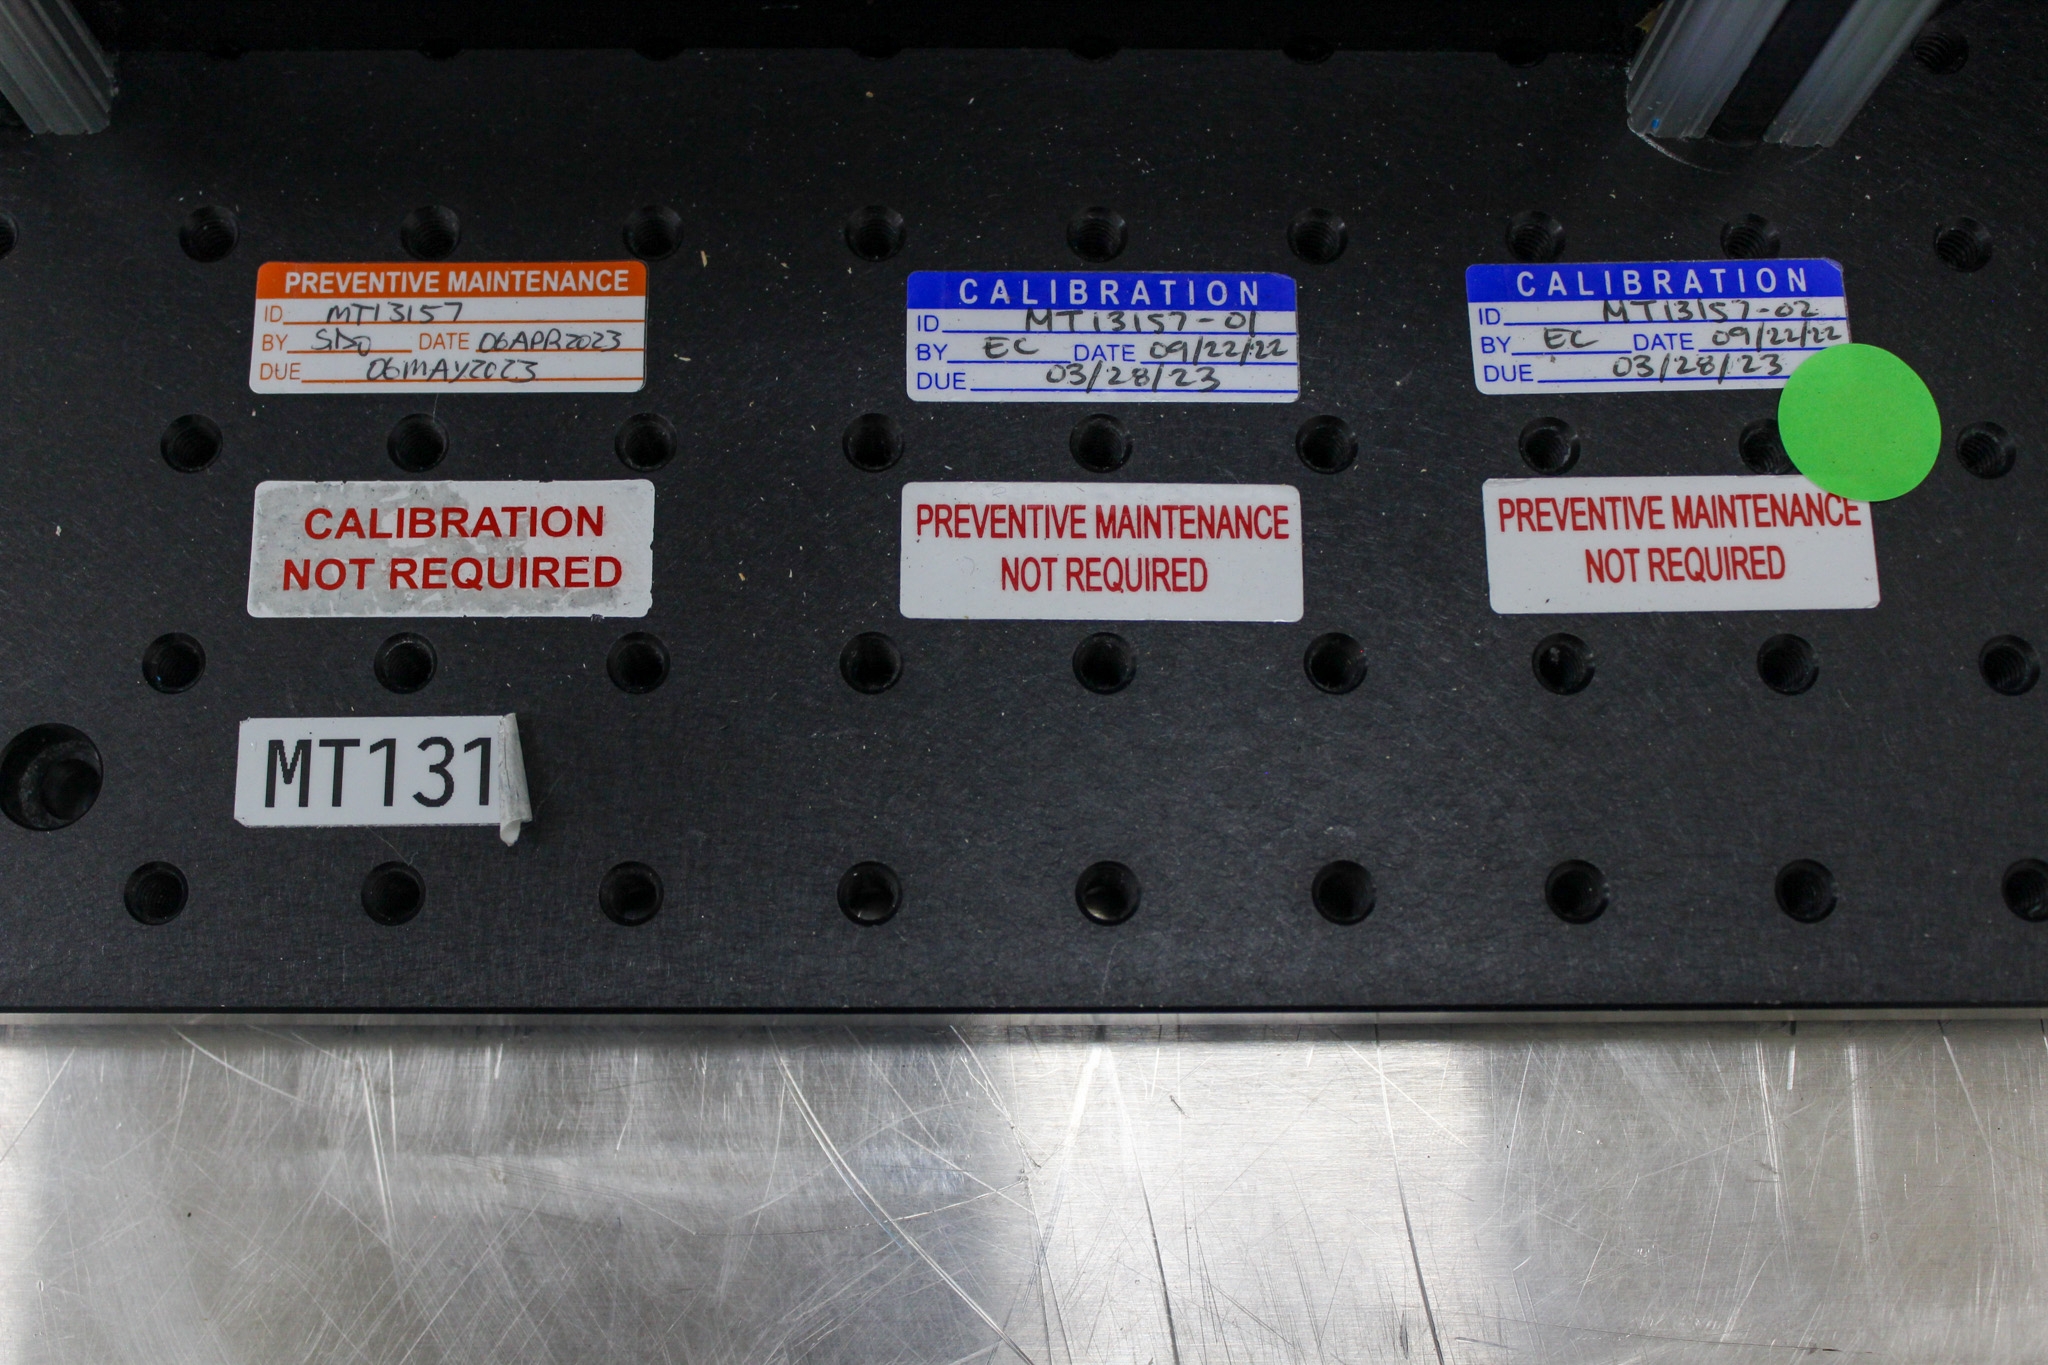 PREVENTIVE MAINTENANCE
ID MT13157
BY DATE 06APR2023
DUE 06MAY2023
CALIBRATION
NOT REQUIRED
MT131
CALIBRATION
ID MT13157-01
BY EC DATE 09/22/22
DUE 03/28/23
PREVENTIVE MAINTENANCE
NOT REQUIRED
CALIBRATION
ID MT13157-02
BY EC DATE 09/22/22
DUE 03/28/23
PREVENTIVE MAINTENANCE
NOT REQUIRED